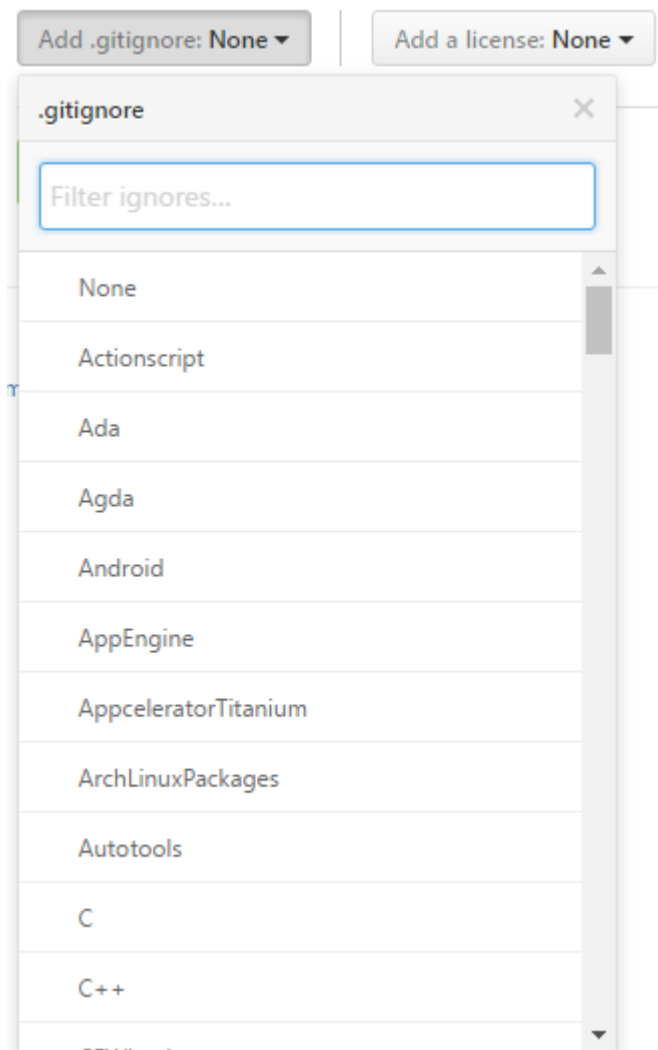 Add .gitignore: None Add a license: None
.gitignore
Filter ignores...
None
Actionscript
Ada
Agda
Android
AppEngine
AppceleratorTitanium
ArchLinuxPackages
Autotools
C
C++